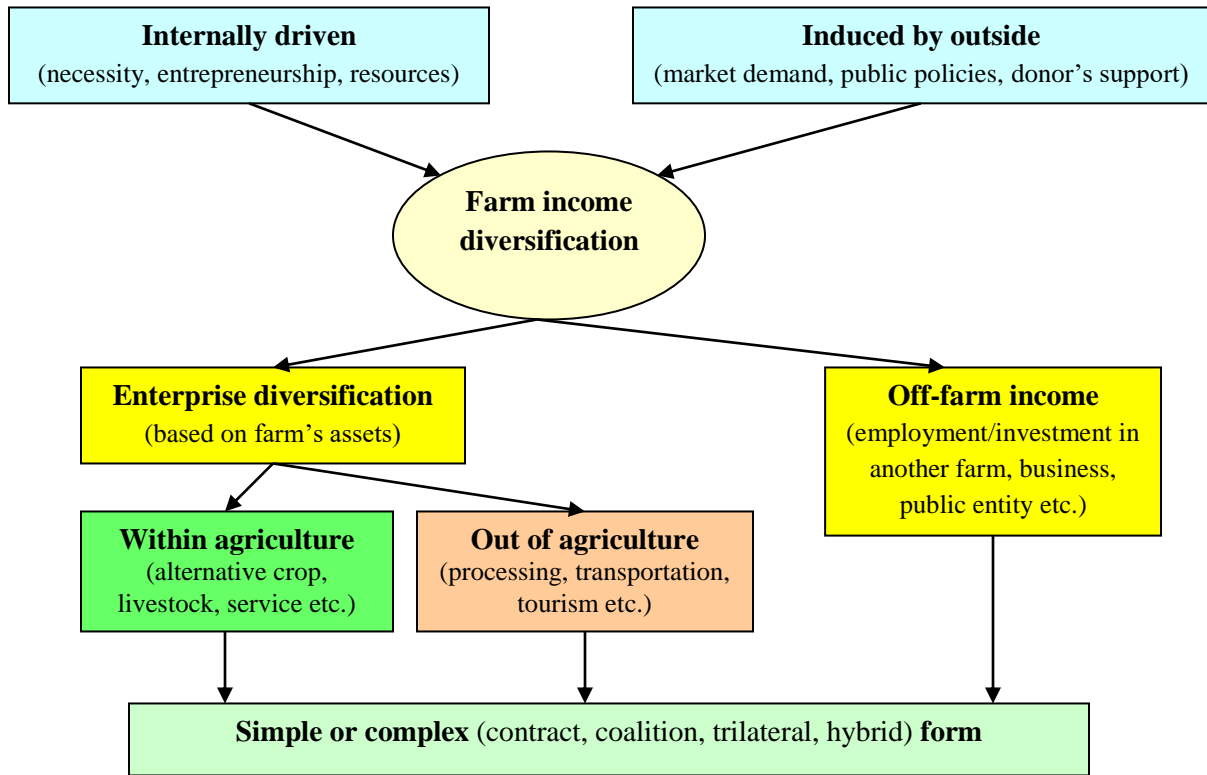 Internally driven
(necessity, entrepreneurship, resources)
Induced by outside
(market demand, public policies, donor's support)
Farm income
diversification
Enterprise diversification
(based on farm's assets)
Off-farm income
(employment/investment in
another farm, business,
public entity etc.)
Within agriculture
(alternative crop,
livestock, service etc.)
Out of agriculture
(processing, transportation,
tourism etc.)
Simple or complex (contract, coalition, trilateral, hybrid) form